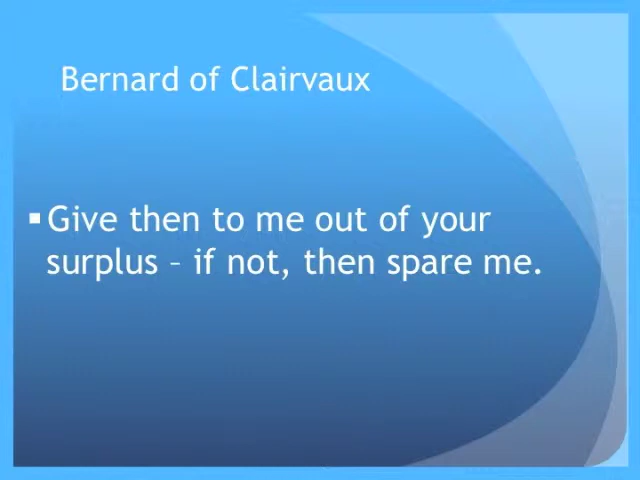 Bernard of Clairvaux
▪Give then to me out of your
surplus – if not, then spare me.